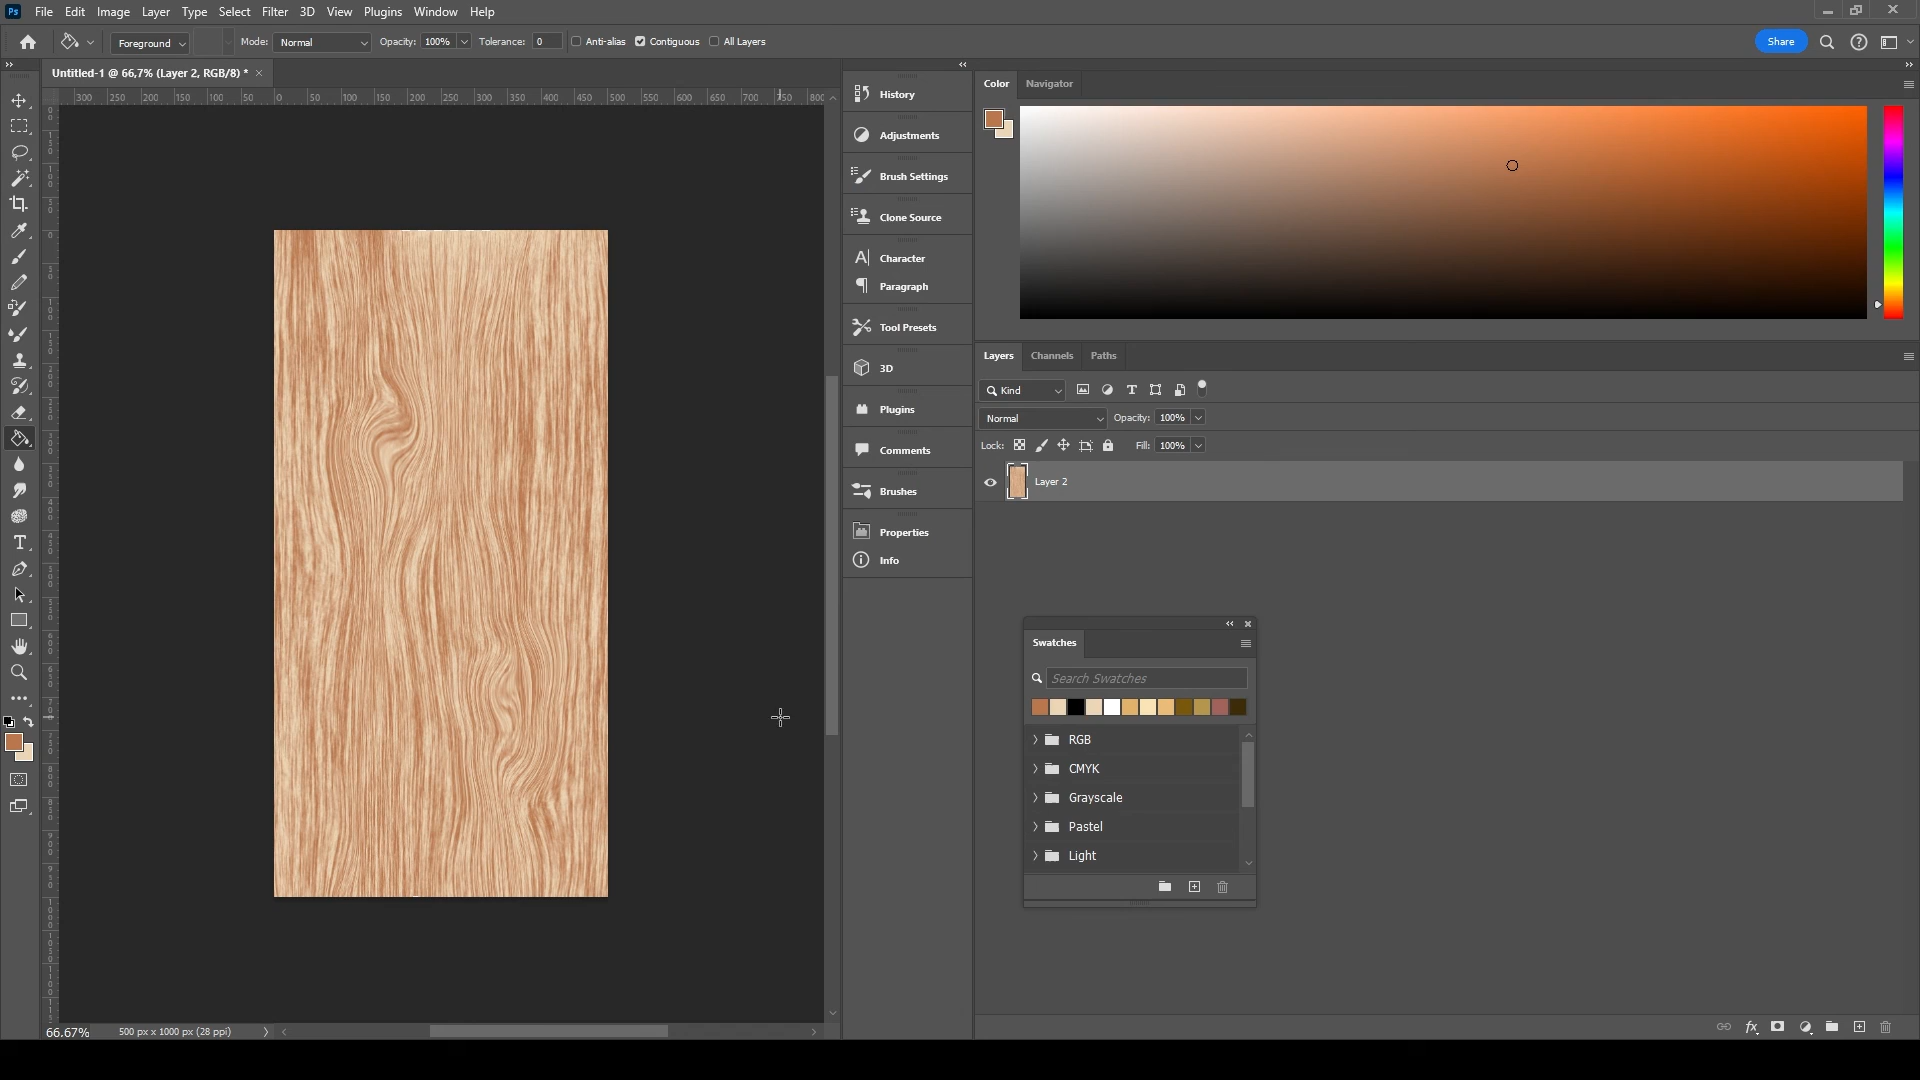 Ps File Edit Image Layer Type Select Filter 3D View Plugins Window Help
Foreground Mode: Normal Opacity: 100% Tolerance: 0 Anti-alias Contiguous All Layers Share
Untitled-1 @ 66,7% (Layer 2, RGB/8) *
300 250 200 150 100 50 0 50 100 150 200 250 300 350 400 450 500 550 600 650 700 750 800
History
Adjustments
Brush Settings
Clone Source
Character
Paragraph
Tool Presets
3D
Plugins
Comments
Brushes
Properties
Info
Color Navigator
Layers Channels Paths
Kind
Normal Opacity: 100%
Lock: Fill: 100%
Layer 2
Swatches
Search Swatches
RGB
CMYK
Grayscale
Pastel
Light
66.67% 500 px x 1000 px (28 ppi)